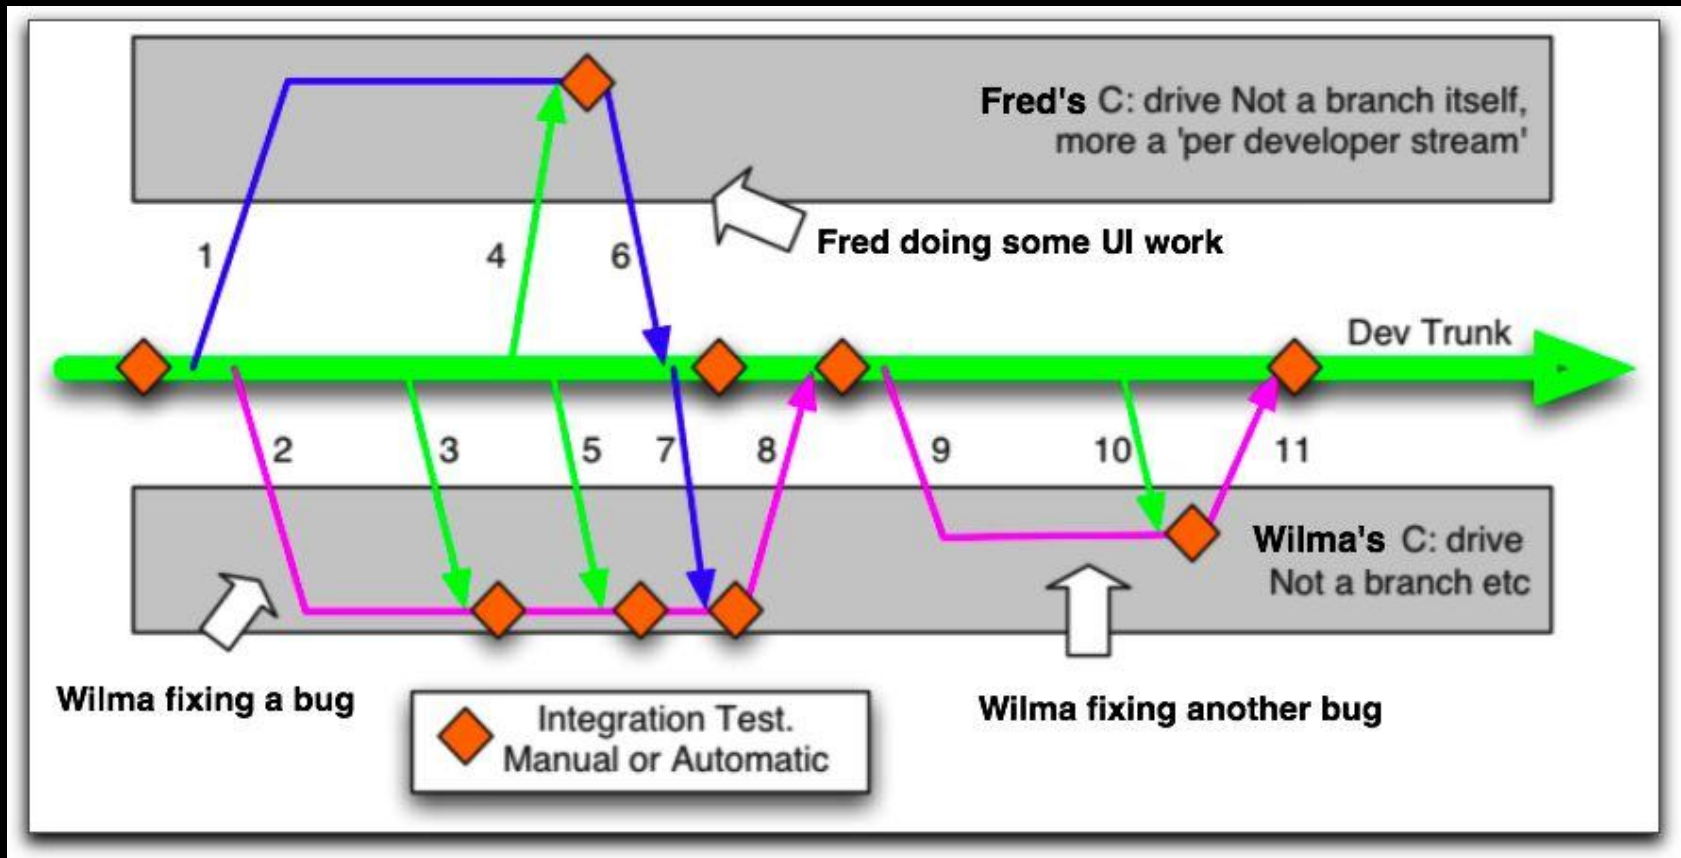 Fred's C: drive Not a branch itself,
more a 'per developer stream'
Fred doing some UI work
1
4
6
Dev Trunk
2
3
5
7
8
9
10
11
Wilma's C: drive
Not a branch etc
Wilma fixing a bug
Wilma fixing another bug
Integration Test.
Manual or Automatic